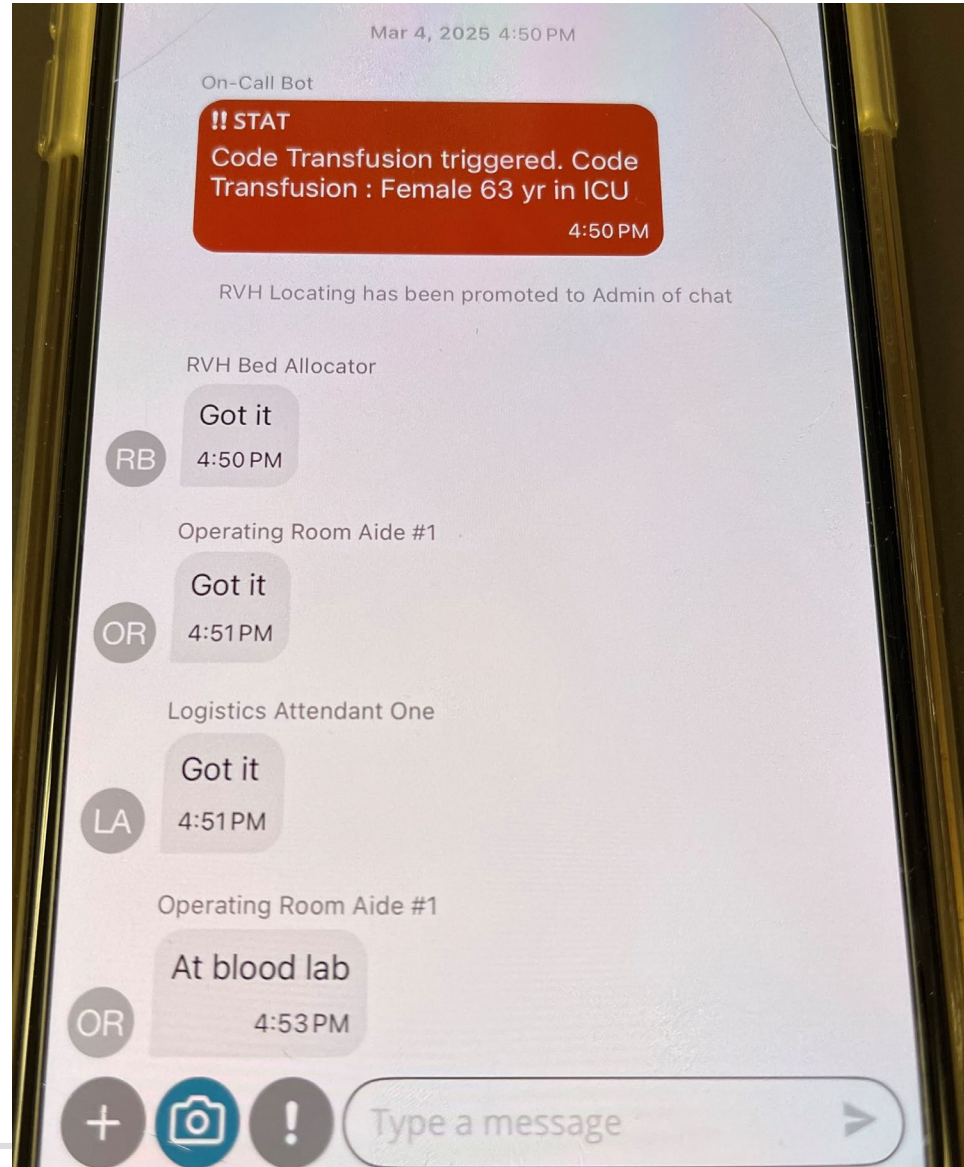 Mar 4, 2025 4:50 PM
On-Call Bot
!! STAT
Code Transfusion triggered. Code
Transfusion : Female 63 yr in ICU
4:50 PM
RVH Locating has been promoted to Admin of chat
RVH Bed Allocator
Got it
RB
4:50 PM
Operating Room Aide #1
Got it
OR
4:51 PM
Logistics Attendant One
Got it
LA
4:51 PM
Operating Room Aide #1
At blood lab
OR
4:53 PM
+
!
Type a message